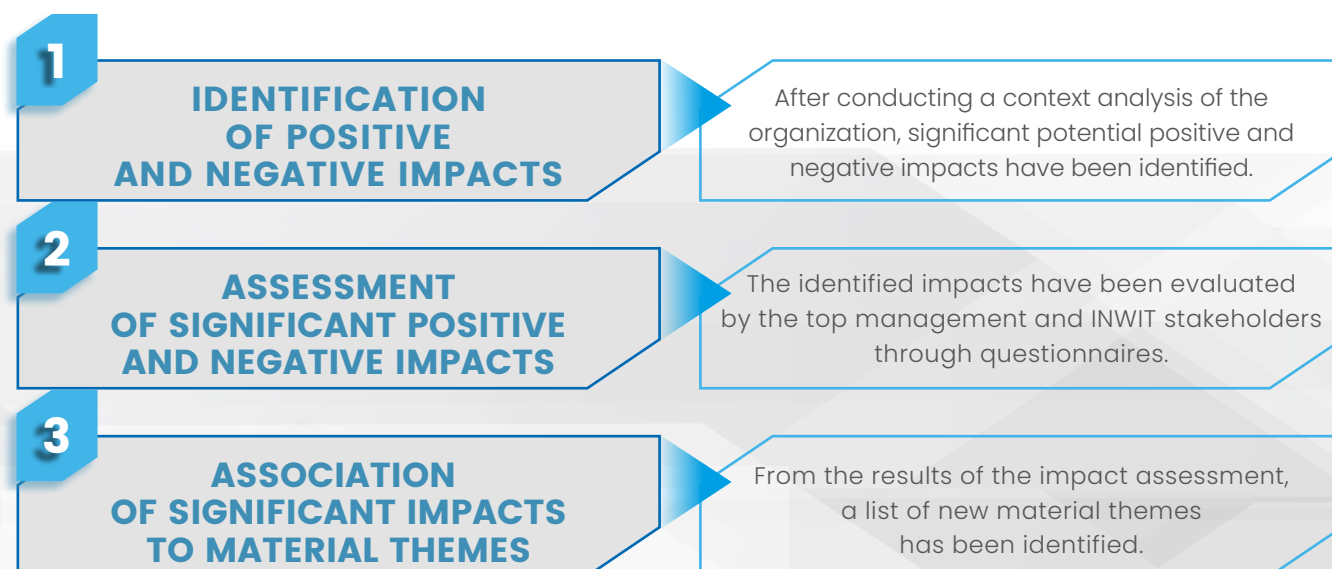 1
IDENTIFICATION
OF POSITIVE
AND NEGATIVE IMPACTS
After conducting a context analysis of the
organization, significant potential positive and
negative impacts have been identified.
2
ASSESSMENT
OF SIGNIFICANT POSITIVE
AND NEGATIVE IMPACTS
The identified impacts have been evaluated
by the top management and INWIT stakeholders
through questionnaires.
3
ASSOCIATION
OF SIGNIFICANT IMPACTS
TO MATERIAL THEMES
From the results of the impact assessment,
a list of new material themes
has been identified.